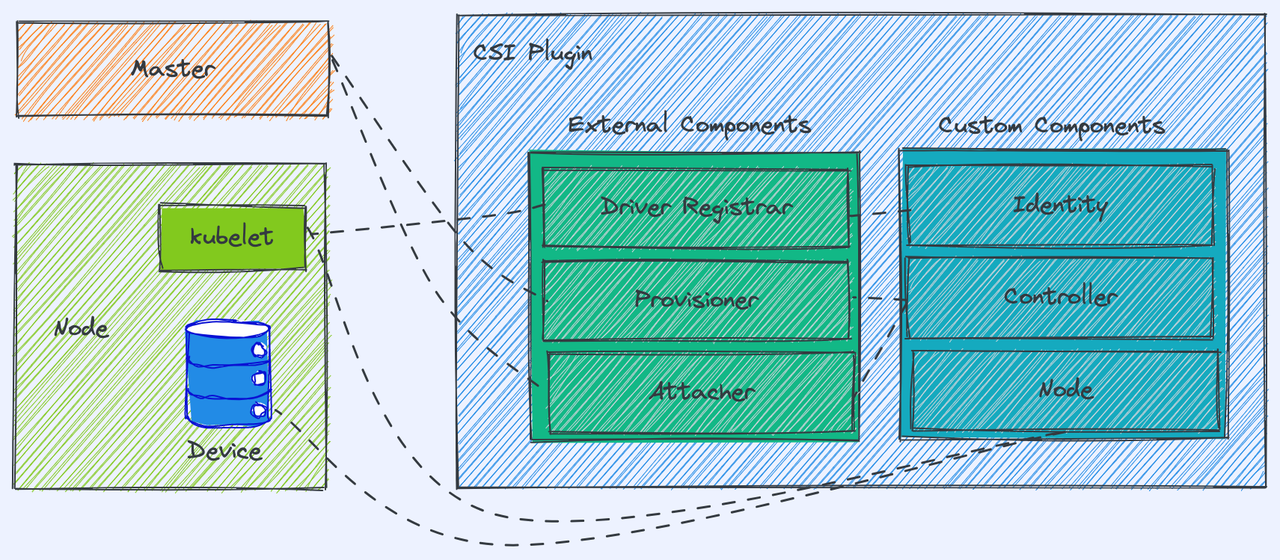 Master
CSI Plugin
External Components
Custom Components
Driver Registrar
Identity
kubelet
Provisioner
Controller
Node
Attacher
Node
Device